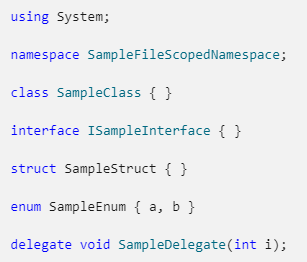 using System;
namespace SampleFileScopedNamespace;
class SampleClass { }
interface ISampleInterface { }
struct SampleStruct { }
enum SampleEnum { a, b }
delegate void SampleDelegate(int i);